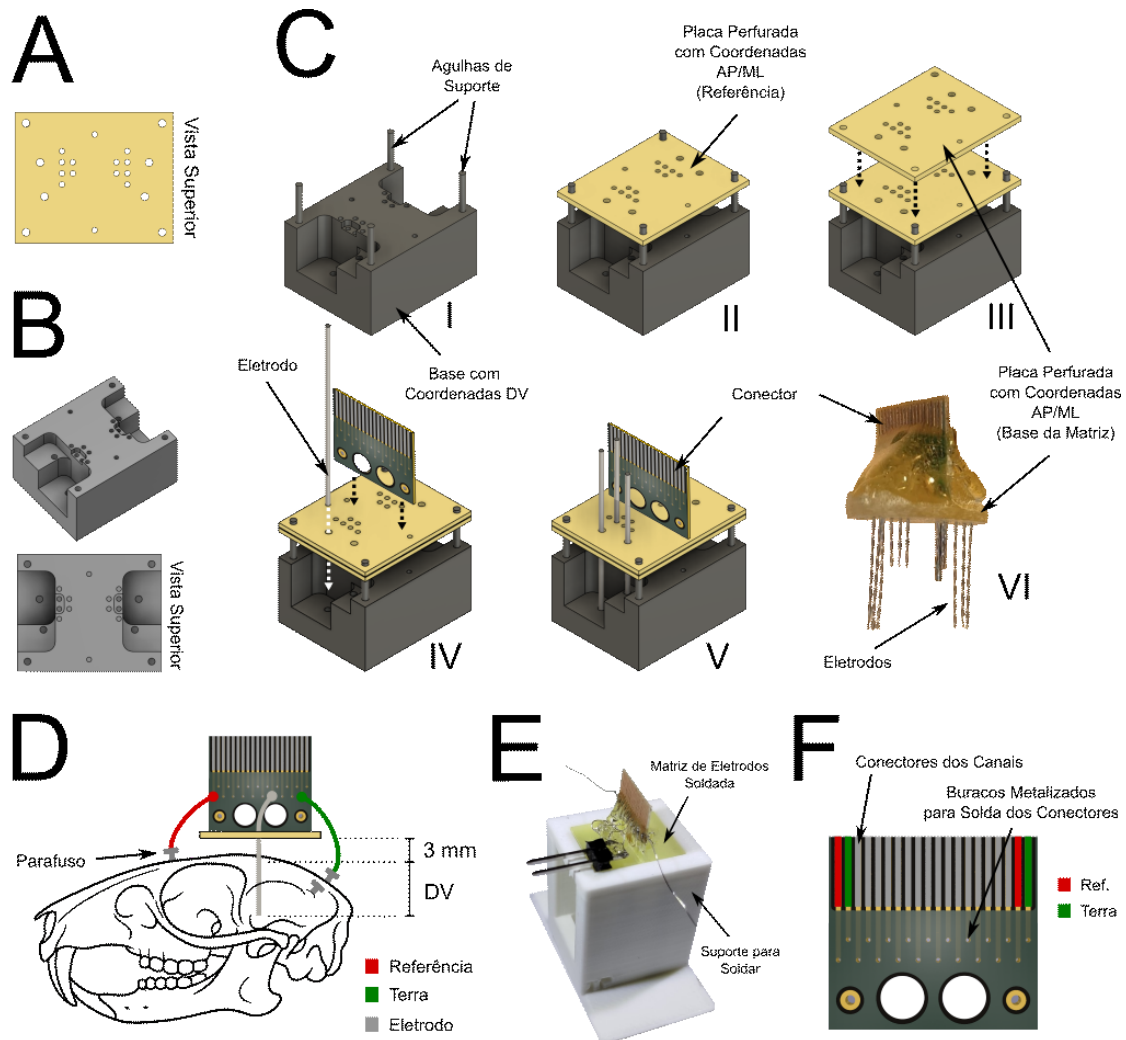 A
Vista Superior
B
Vista Superior
C
Agulhas de
Suporte
Placa Perfurada
com Coordenadas
AP/ML
(Referência)
I
II
III
Base com
Coordenadas DV
Eletrodo
Conector
Placa Perfurada
com Coordenadas
AP/ML
(Base da Matriz)
IV
V
VI
Eletrodos
D
Parafuso
3 mm
DV
Referência
Terra
Eletrodo
E
Matriz de Eletrodos
Soldada
Suporte para
Soldar
F
Conectores dos Canais
Buracos Metalizados
para Solda dos Conectores
Ref.
Terra